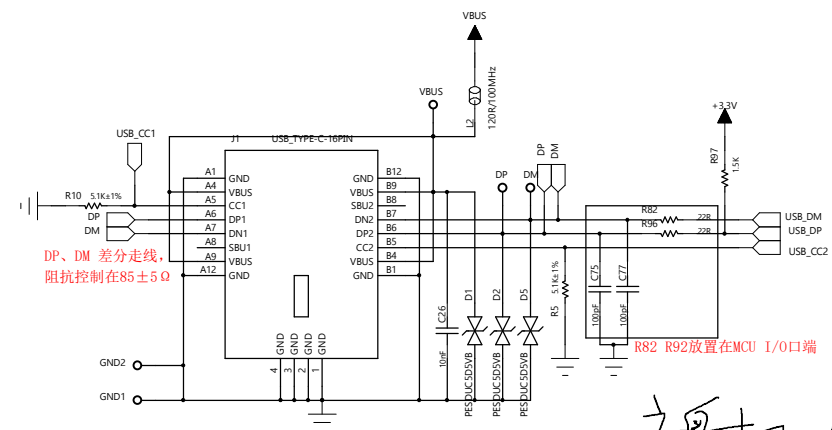 VBUS
120R/100MHz
L2
VBUS
+3.3V
USB_CC1
J1
USB_TYPE-C-16PIN
DP
DM
R97
1.5K
A1
GND
GND
B12
DP
DM
A4
VBUS
VBUS
B9
R10
5.1K±1%
A5
CC1
SBU2
B8
DP
A6
DP1
DN2
B7
R82
22R
USB_DM
DM
A7
DN1
DP2
B6
R96
22R
USB_DP
A8
SBU1
CC2
B5
USB_CC2
A9
VBUS
VBUS
B4
A12
GND
GND
B1
DP、DM 差分走线，
阻抗控制在85±5Ω
5.1K±1%
R5
C75
100pF
C77
100pF
C26
10nF
D1
PESDUC5D5VB
D2
PESDUC5D5VB
D5
PESDUC5D5VB
GND
GND
GND
GND
4
3
2
1
R82 R92放置在MCU I/O口端
GND2
GND1